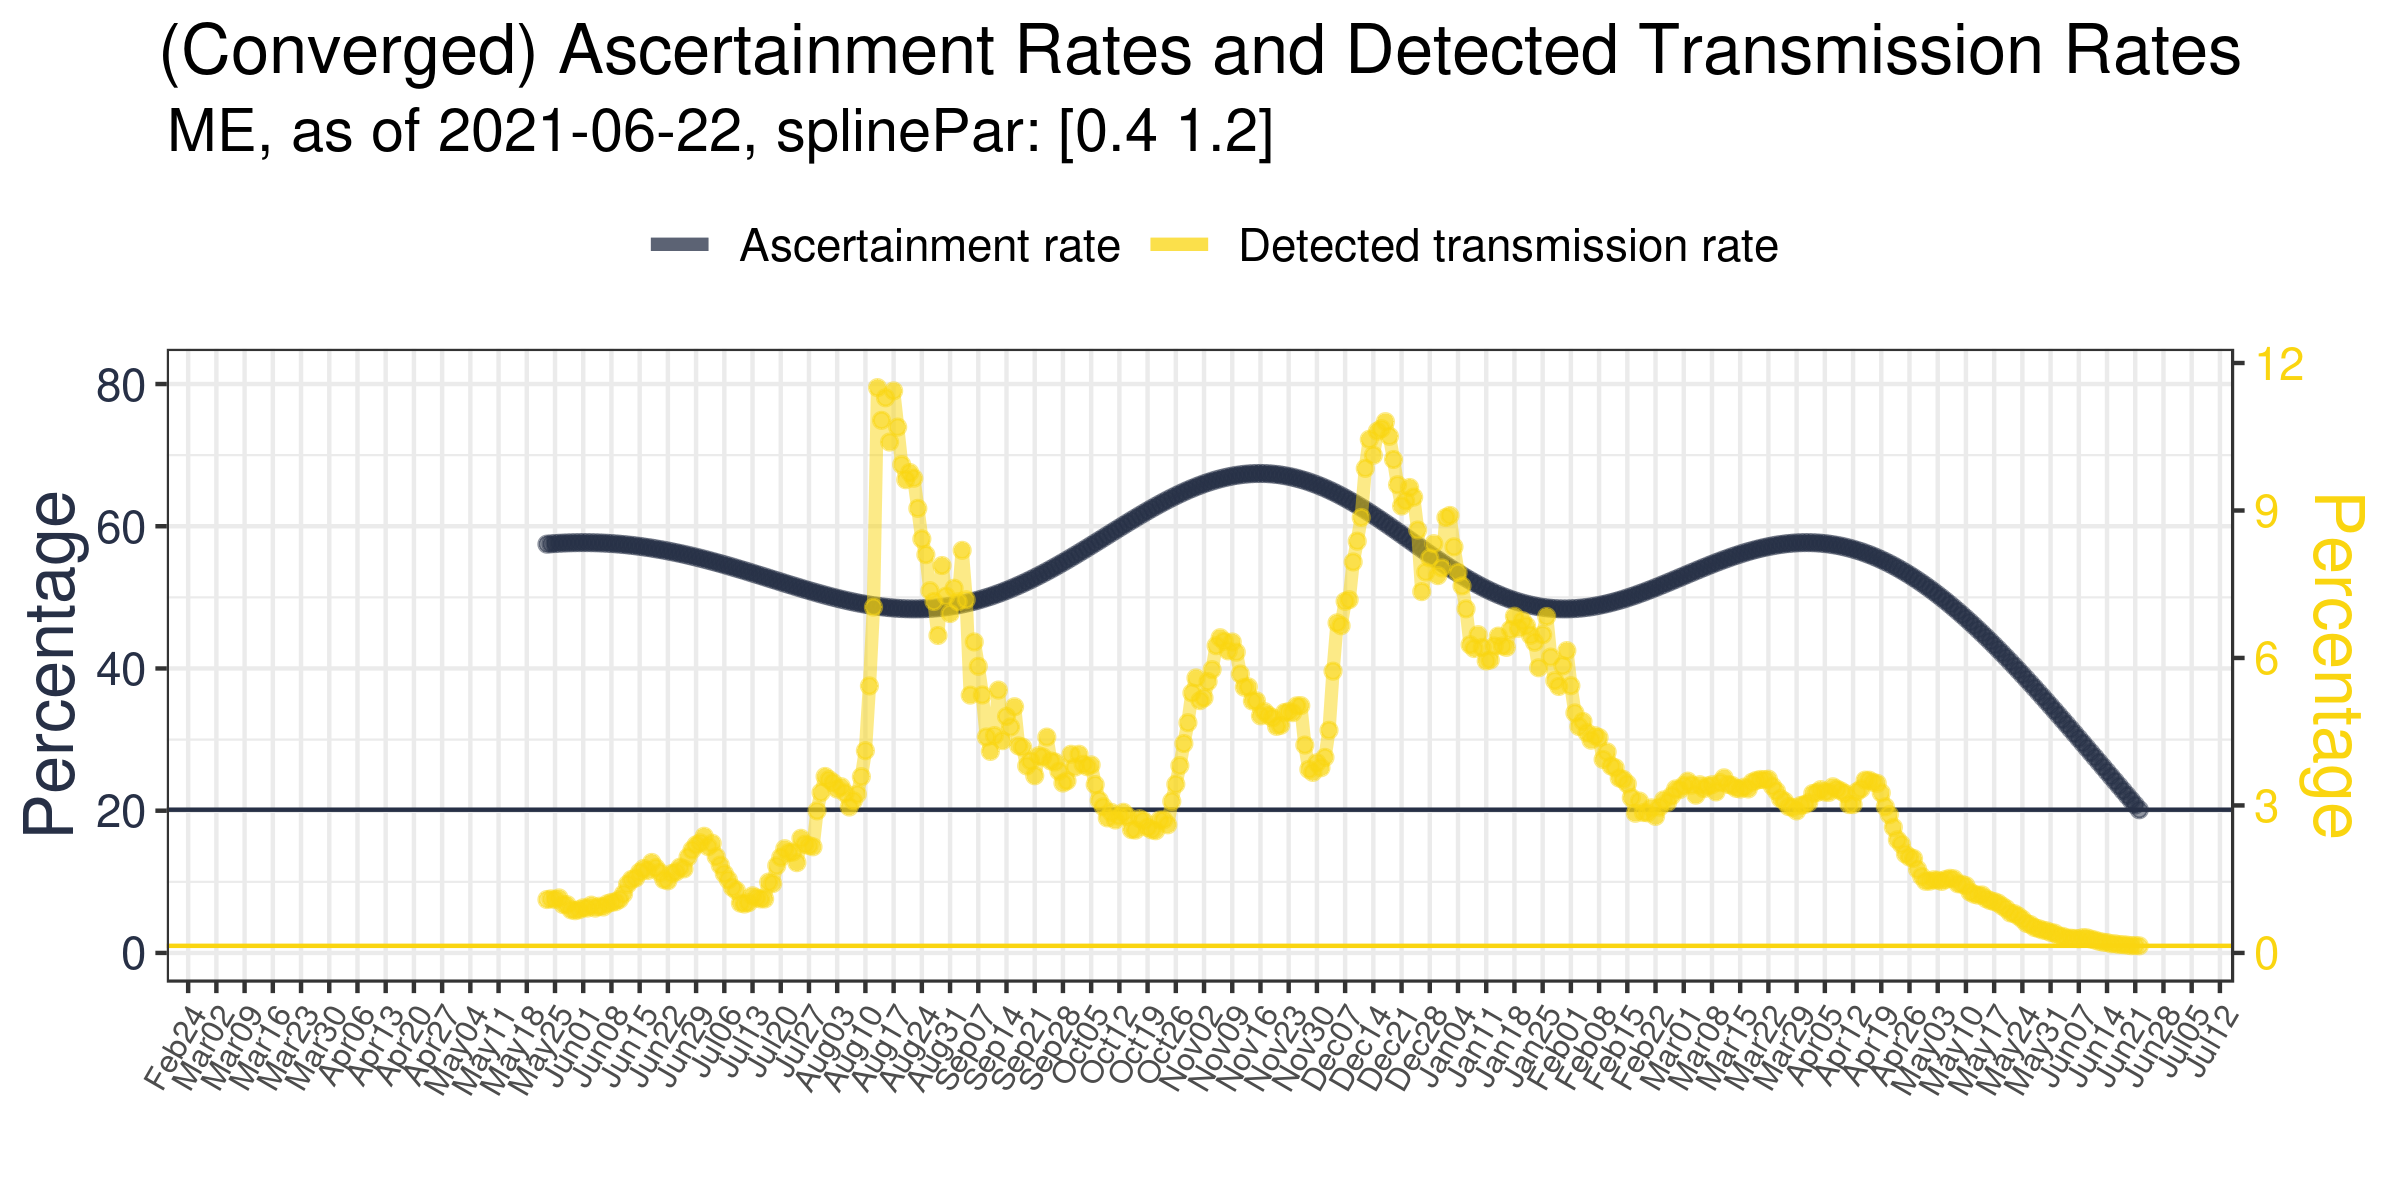 (Converged) Ascertainment Rates and Detected Transmission Rates
ME, as of 2021-06-22, splinePar: [0.4 1.2]
Ascertainment rate
Detected transmission rate
Percentage
80
60
40
20
0
12
9
6
3
0
Percentage
Feb24
Mar02
Mar09
Mar16
Mar23
Mar30
Apr06
Apr13
Apr20
Apr27
May04
May11
May18
May25
Jun01
Jun08
Jun15
Jun22
Jun29
Jul06
Jul13
Jul20
Jul27
Aug03
Aug10
Aug17
Aug24
Aug31
Sep07
Sep14
Sep21
Sep28
Oct05
Oct12
Oct19
Oct26
Nov02
Nov09
Nov16
Nov23
Nov30
Dec07
Dec14
Dec21
Dec28
Jan04
Jan11
Jan18
Jan25
Feb01
Feb08
Feb15
Feb22
Mar01
Mar08
Mar15
Mar22
Mar29
Apr05
Apr12
Apr19
Apr26
May03
May10
May17
May24
May31
Jun07
Jun14
Jun21
Jun28
Jul05
Jul12